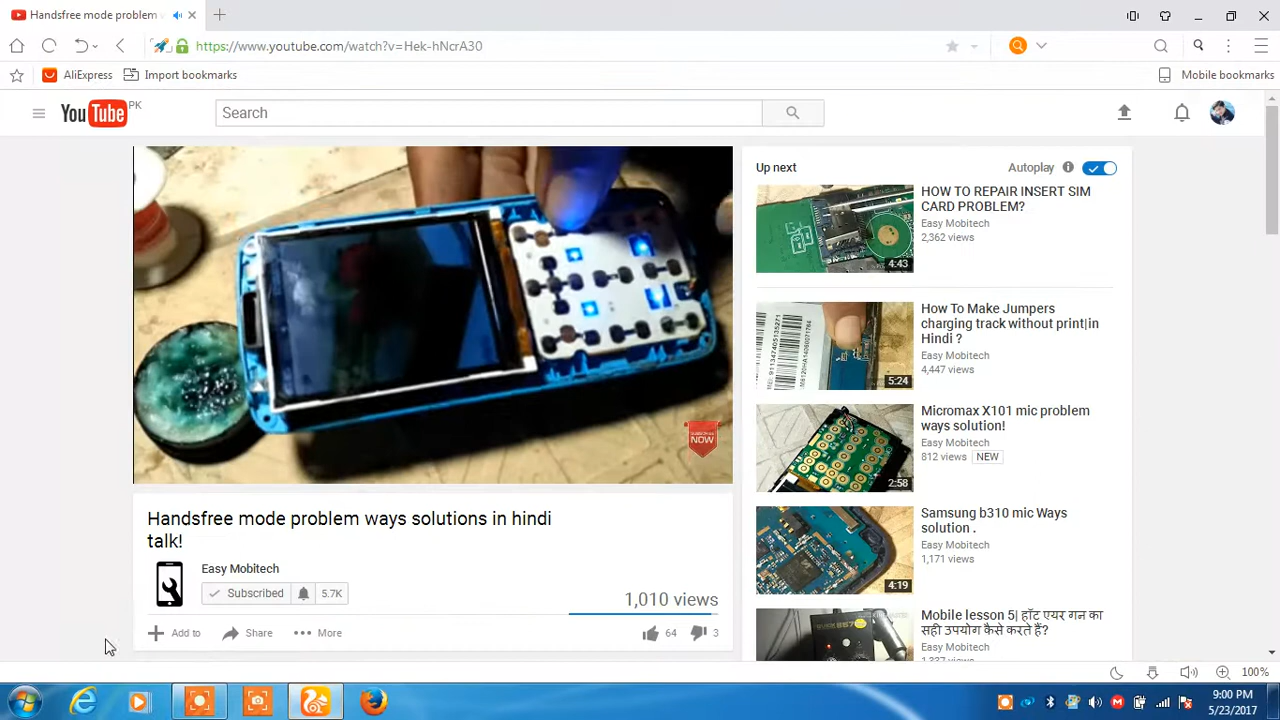 Handsfree mode problem w
https://www.youtube.com/watch?v=Hek-hNcrA30
AliExpress
Import bookmarks
Mobile bookmarks
YouTube PK
Search
NOW
Handsfree mode problem ways solutions in hindi
talk!
Easy Mobitech
Subscribed
5.7K
1,010 views
Add to
Share
More
64
3
Up next
Autoplay
HOW TO REPAIR INSERT SIM
CARD PROBLEM?
Easy Mobitech
2,362 views
4:43
How To Make Jumpers
charging track without print|in
Hindi ?
Easy Mobitech
4,447 views
5:24
Micromax X101 mic problem
ways solution!
Easy Mobitech
812 views NEW
2:58
Samsung b310 mic Ways
solution .
Easy Mobitech
1,171 views
4:19
Mobile lesson 5| हॉट एयर गन का
सही उपयोग कैसे करते हैं?
Easy Mobitech
100%
9:00 PM
5/23/2017